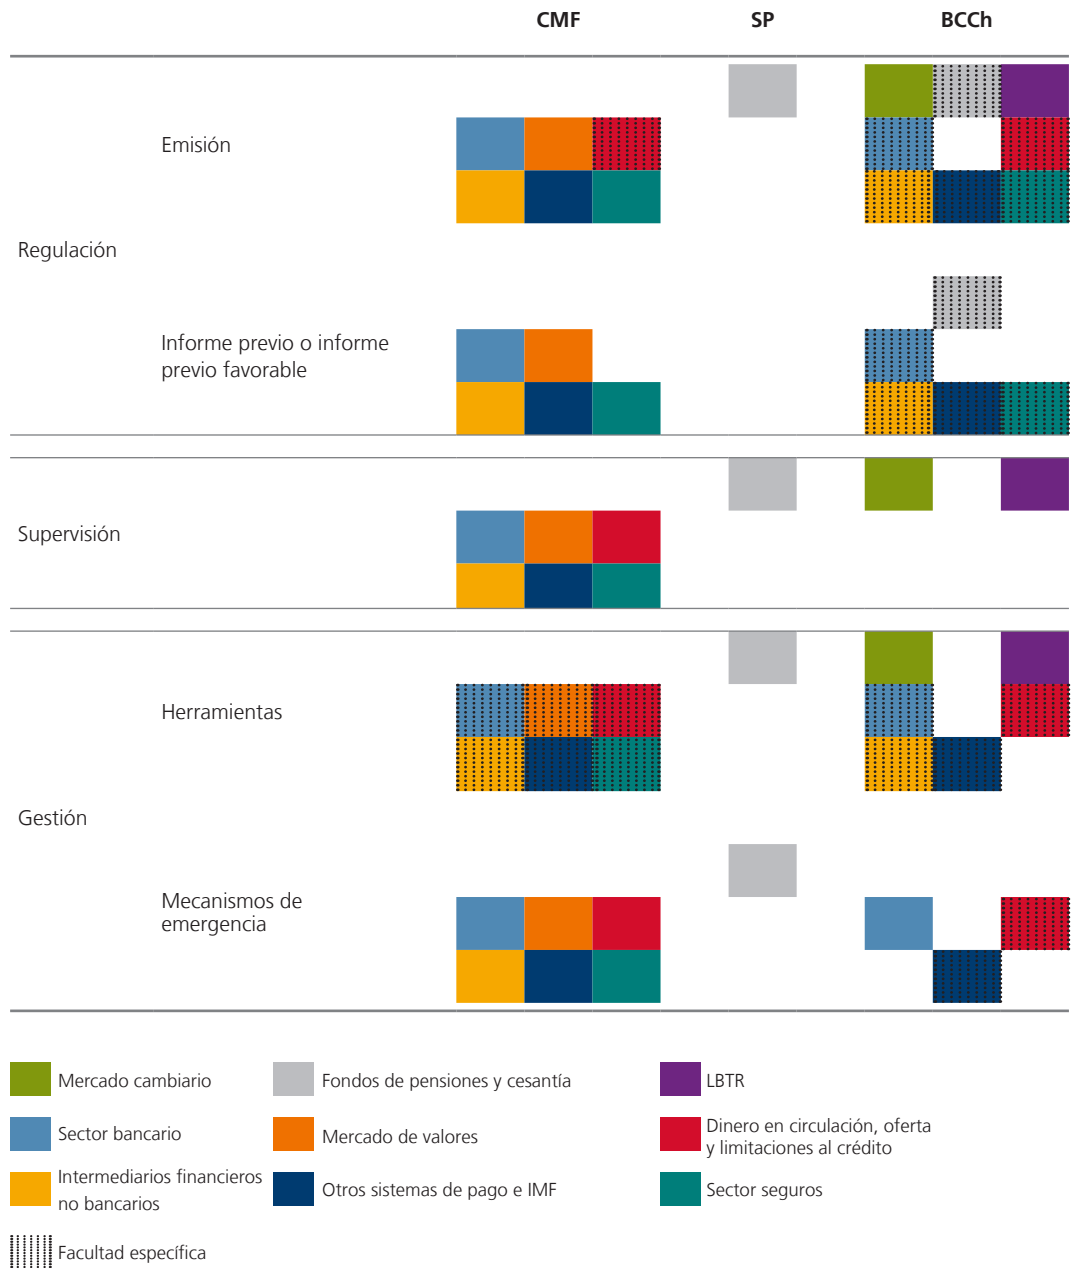 CMF SP BCCh
Emisión
Regulación
Informe previo o informe
previo favorable
Supervisión
Herramientas
Gestión
Mecanismos de
emergencia
Mercado cambiario
Fondos de pensiones y cesantía
LBTR
Sector bancario
Mercado de valores
Dinero en circulación, oferta
y limitaciones al crédito
Intermediarios financieros
no bancarios
Otros sistemas de pago e IMF
Sector seguros
Facultad específica